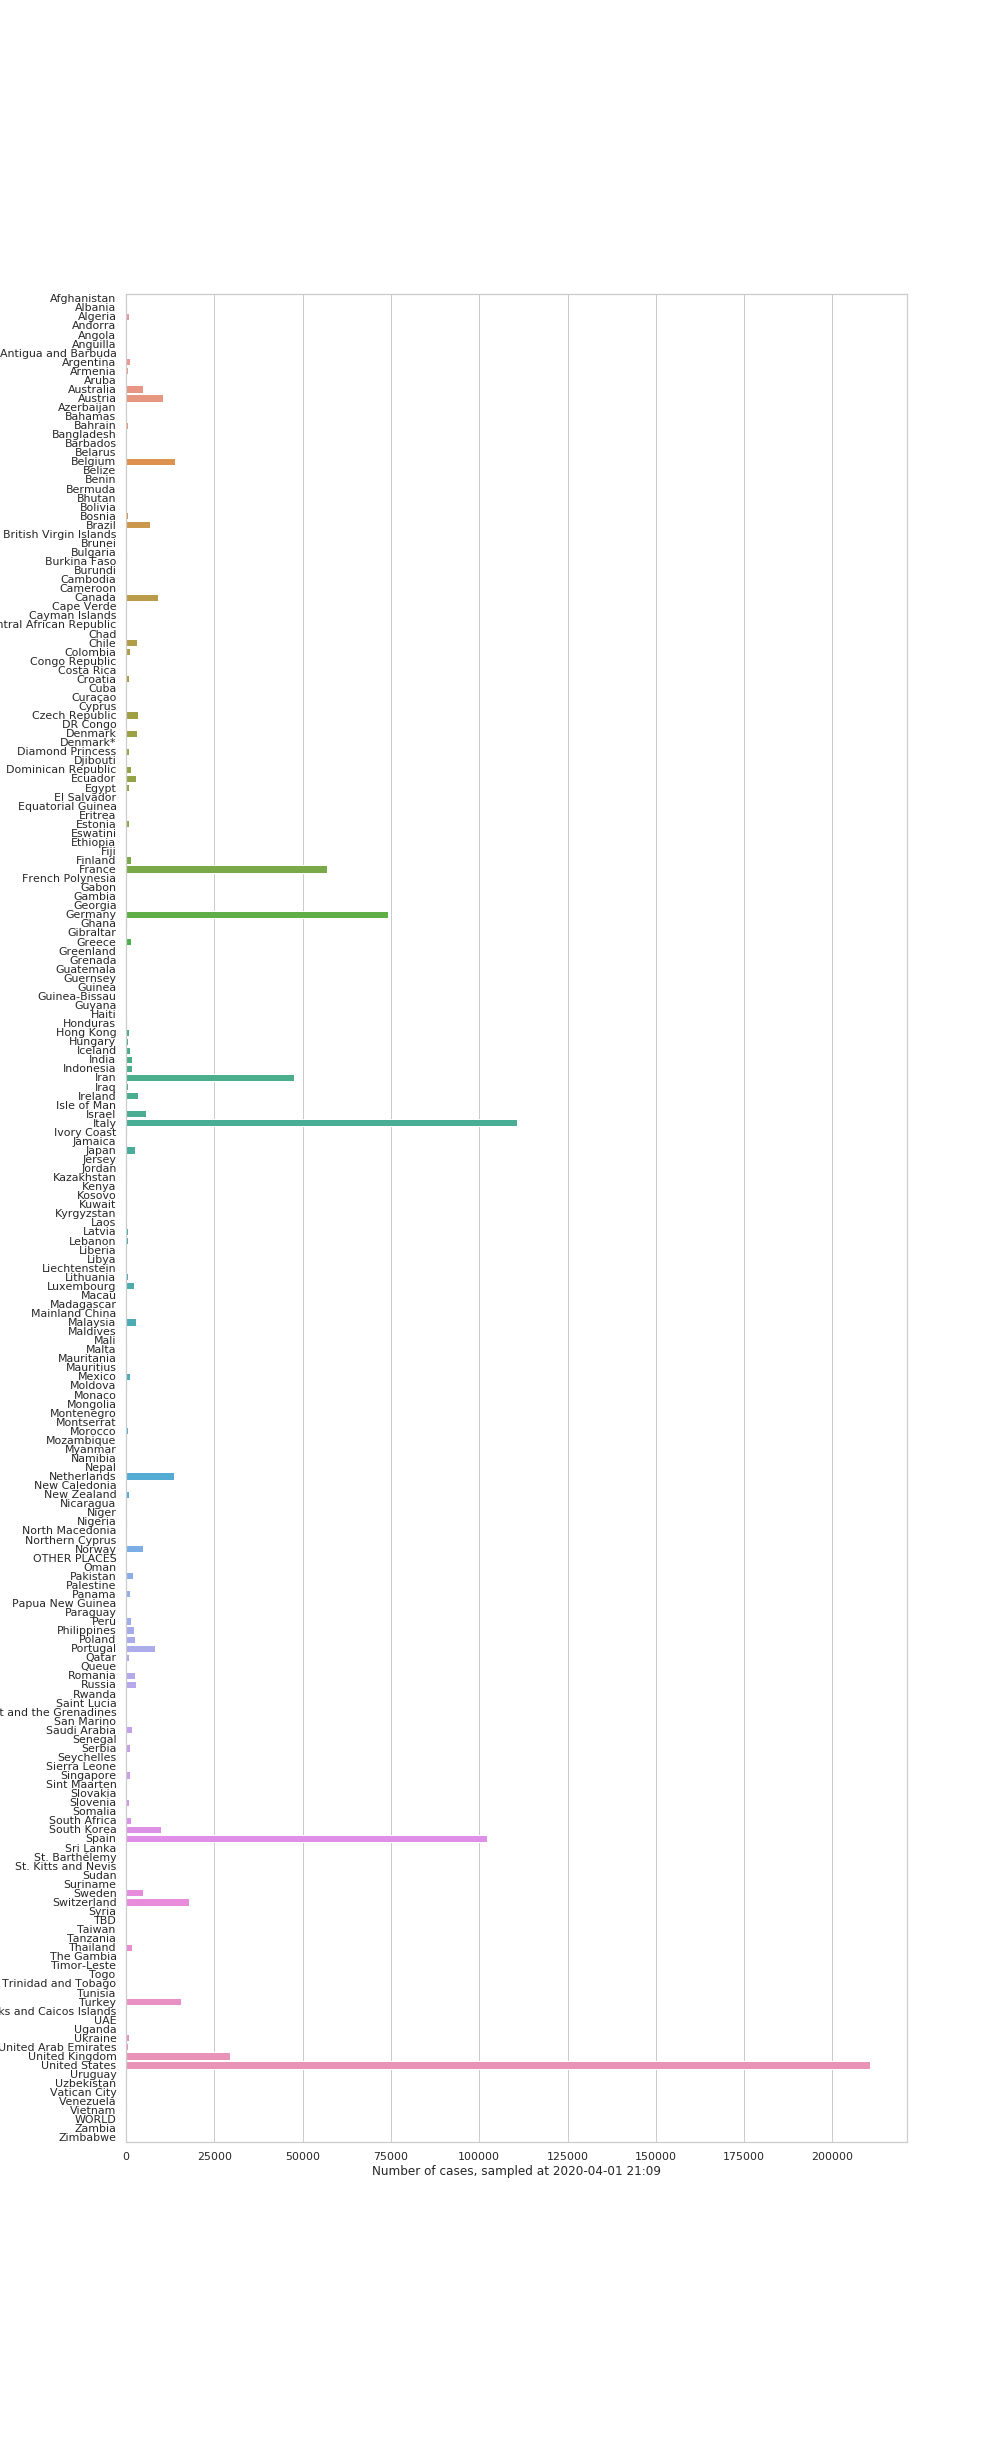 Afghanistan
Albania
Algeria
Andorra
Angola
Anguilla
Antigua and Barbuda
Argentina
Armenia
Aruba
Australia
Austria
Azerbaijan
Bahamas
Bahrain
Bangladesh
Barbados
Belarus
Belgium
Belize
Benin
Bermuda
Bhutan
Bolivia
Bosnia
Brazil
British Virgin Islands
Brunei
Bulgaria
Burkina Faso
Burundi
Cambodia
Cameroon
Canada
Cape Verde
Cayman Islands
ntral African Republic
Chad
Chile
Colombia
Congo Republic
Costa Rica
Croatia
Cuba
Curaçao
Cyprus
Czech Republic
DR Congo
Denmark
Denmark*
Diamond Princess
Djibouti
Dominican Republic
Ecuador
Egypt
El Salvador
Equatorial Guinea
Eritrea
Estonia
Eswatini
Ethiopia
Fiji
Finland
France
French Polynesia
Gabon
Gambia
Georgia
Germany
Ghana
Gibraltar
Greece
Greenland
Grenada
Guatemala
Guernsey
Guinea
Guinea-Bissau
Guyana
Haiti
Honduras
Hong Kong
Hungary
Iceland
India
Indonesia
Iran
Iraq
Ireland
Isle of Man
Israel
Italy
Ivory Coast
Jamaica
Japan
Jersey
Jordan
Kazakhstan
Kenya
Kosovo
Kuwait
Kyrgyzstan
Laos
Latvia
Lebanon
Liberia
Libya
Liechtenstein
Lithuania
Luxembourg
Macau
Madagascar
Mainland China
Malaysia
Maldives
Mali
Malta
Mauritania
Mauritius
Mexico
Moldova
Monaco
Mongolia
Montenegro
Montserrat
Morocco
Mozambique
Myanmar
Namibia
Nepal
Netherlands
New Caledonia
New Zealand
Nicaragua
Niger
Nigeria
North Macedonia
Northern Cyprus
Norway
OTHER PLACES
Oman
Pakistan
Palestine
Panama
Papua New Guinea
Paraguay
Peru
Philippines
Poland
Portugal
Qatar
Queue
Romania
Russia
Rwanda
Saint Lucia
t and the Grenadines
San Marino
Saudi Arabia
Senegal
Serbia
Seychelles
Sierra Leone
Singapore
Sint Maarten
Slovakia
Slovenia
Somalia
South Africa
South Korea
Spain
Sri Lanka
St. Barthélemy
St. Kitts and Nevis
Sudan
Suriname
Sweden
Switzerland
Syria
TBD
Taiwan
Tanzania
Thailand
The Gambia
Timor-Leste
Togo
Trinidad and Tobago
Tunisia
Turkey
ks and Caicos Islands
UAE
Uganda
Ukraine
United Arab Emirates
United Kingdom
United States
Uruguay
Uzbekistan
Vatican City
Venezuela
Vietnam
WORLD
Zambia
Zimbabwe
0 25000 50000 75000 100000 125000 150000 175000 200000
Number of cases, sampled at 2020-04-01 21:09